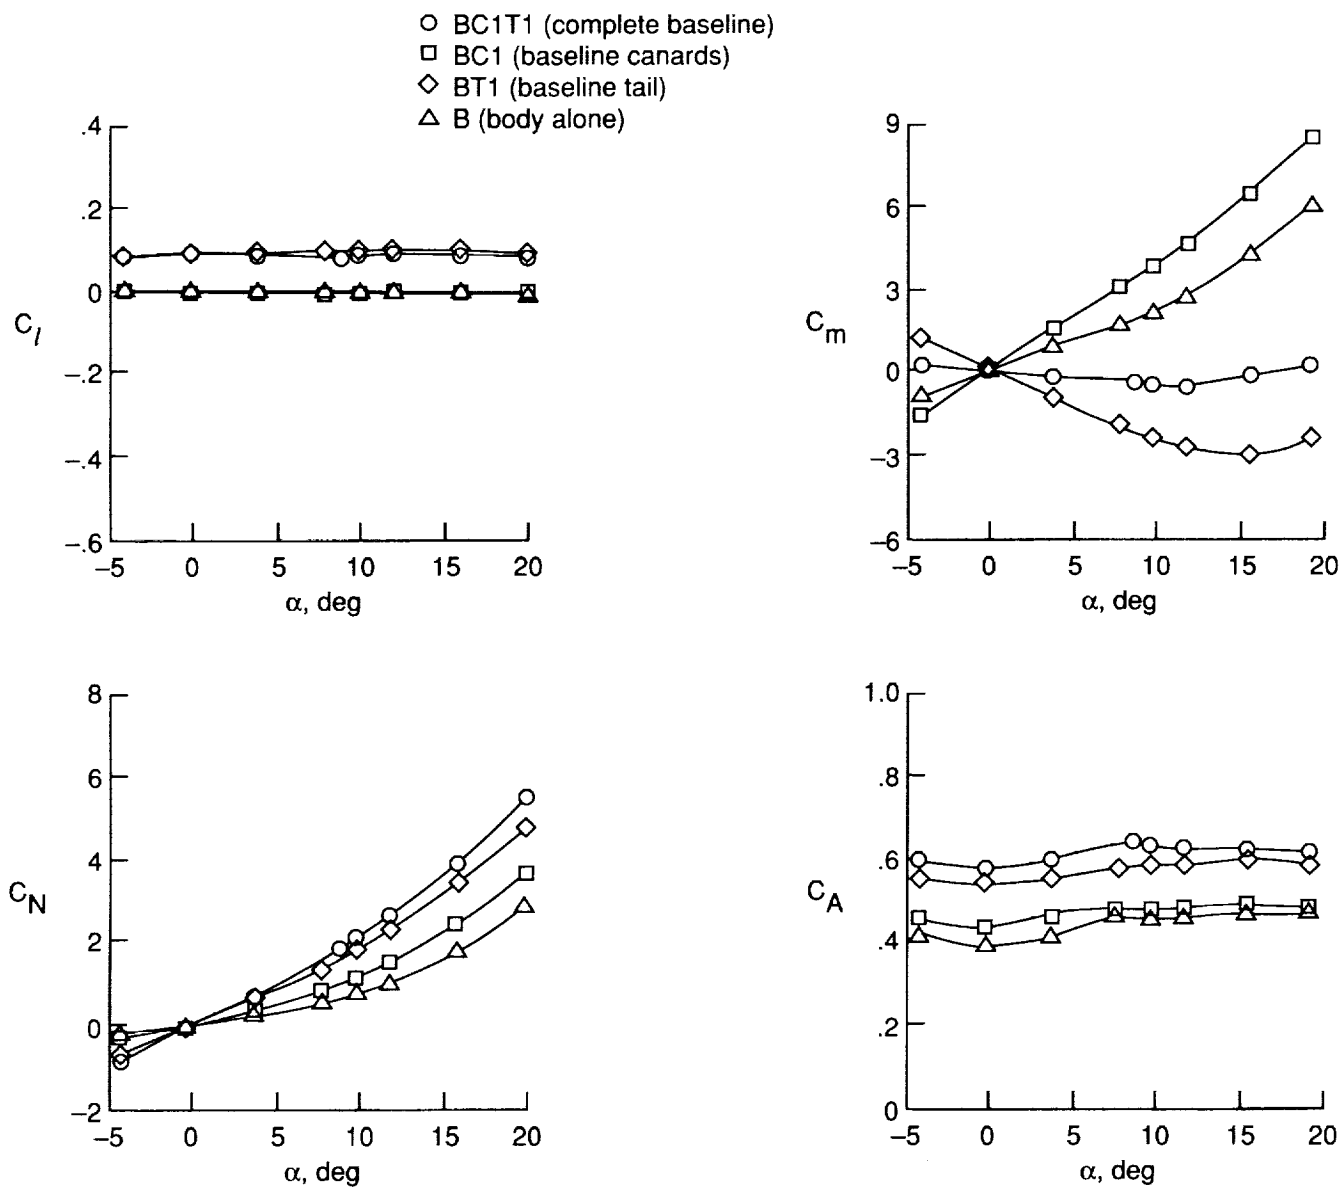 BC1T1 (complete baseline)
BC1 (baseline canards)
BT1 (baseline tail)
B (body alone)
.4
.2
0
−.2
−.4
−.6
C_l
−5 0 5 10 15 20
α, deg
9
6
3
0
−3
−6
C_m
−5 0 5 10 15 20
α, deg
8
6
4
2
0
−2
C_N
−5 0 5 10 15 20
α, deg
1.0
.8
.6
.4
.2
0
C_A
−5 0 5 10 15 20
α, deg